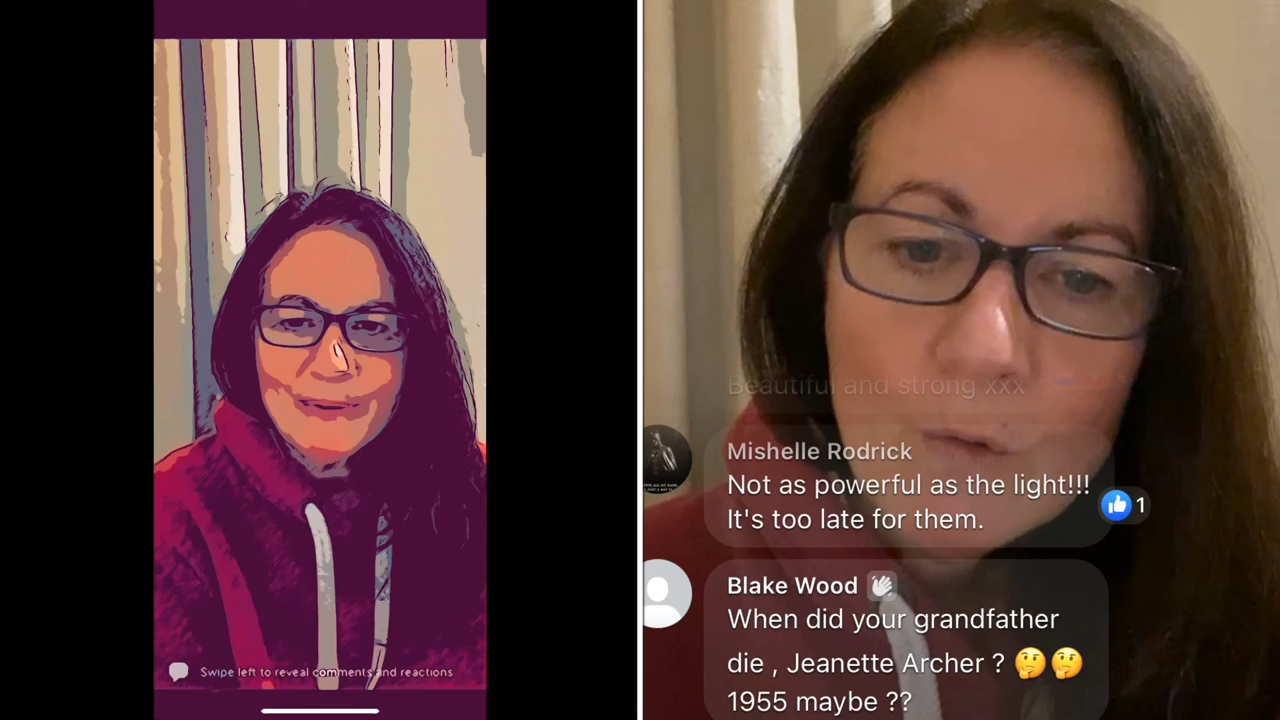 Swipe left to reveal comments and reactions
Beautiful and strong xxx
Mishelle Rodrick
Not as powerful as the light!!!
It's too late for them.
1
Blake Wood 👋
When did your grandfather
die , Jeanette Archer ? 🤔🤔
1955 maybe ??